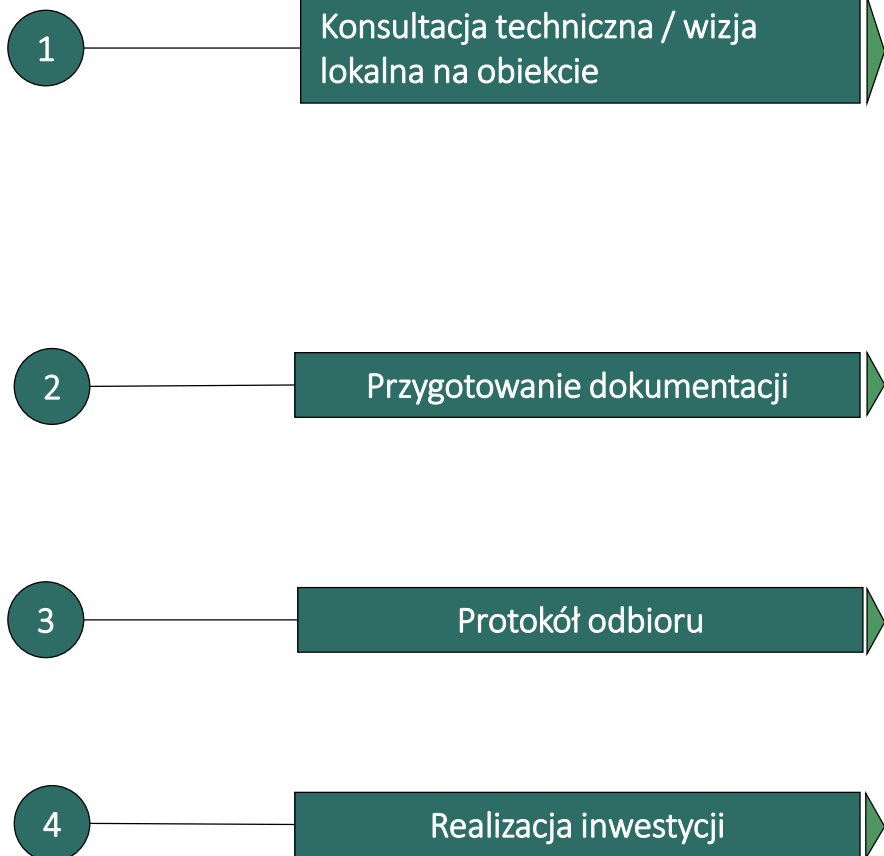 1
Konsultacja techniczna / wizja
lokalna na obiekcie
2
Przygotowanie dokumentacji
3
Protokół odbioru
4
Realizacja inwestycji